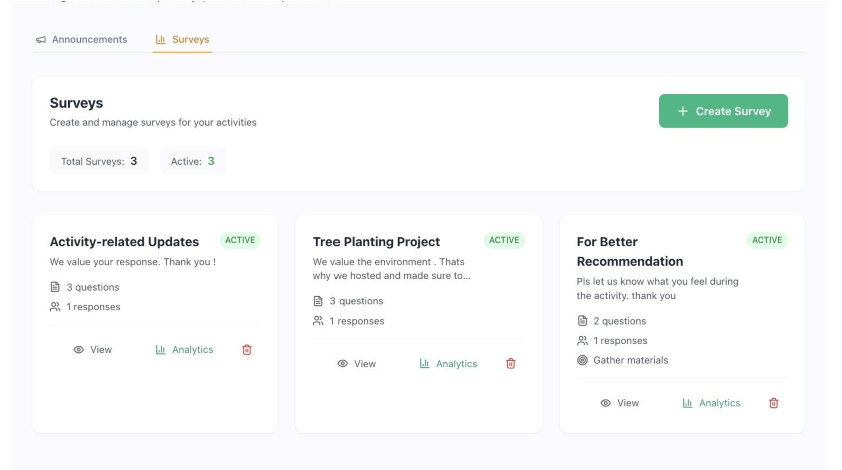 Announcements
Surveys
Surveys
Create and manage surveys for your activities
+ Create Survey
Total Surveys: 3
Active: 3
Activity-related Updates
ACTIVE
We value your response. Thank you !
3 questions
1 responses
View
Analytics
Tree Planting Project
ACTIVE
We value the environment . Thats
why we hosted and made sure to...
3 questions
1 responses
View
Analytics
For Better
Recommendation
ACTIVE
Pls let us know what you feel during
the activity. thank you
2 questions
1 responses
Gather materials
View
Analytics